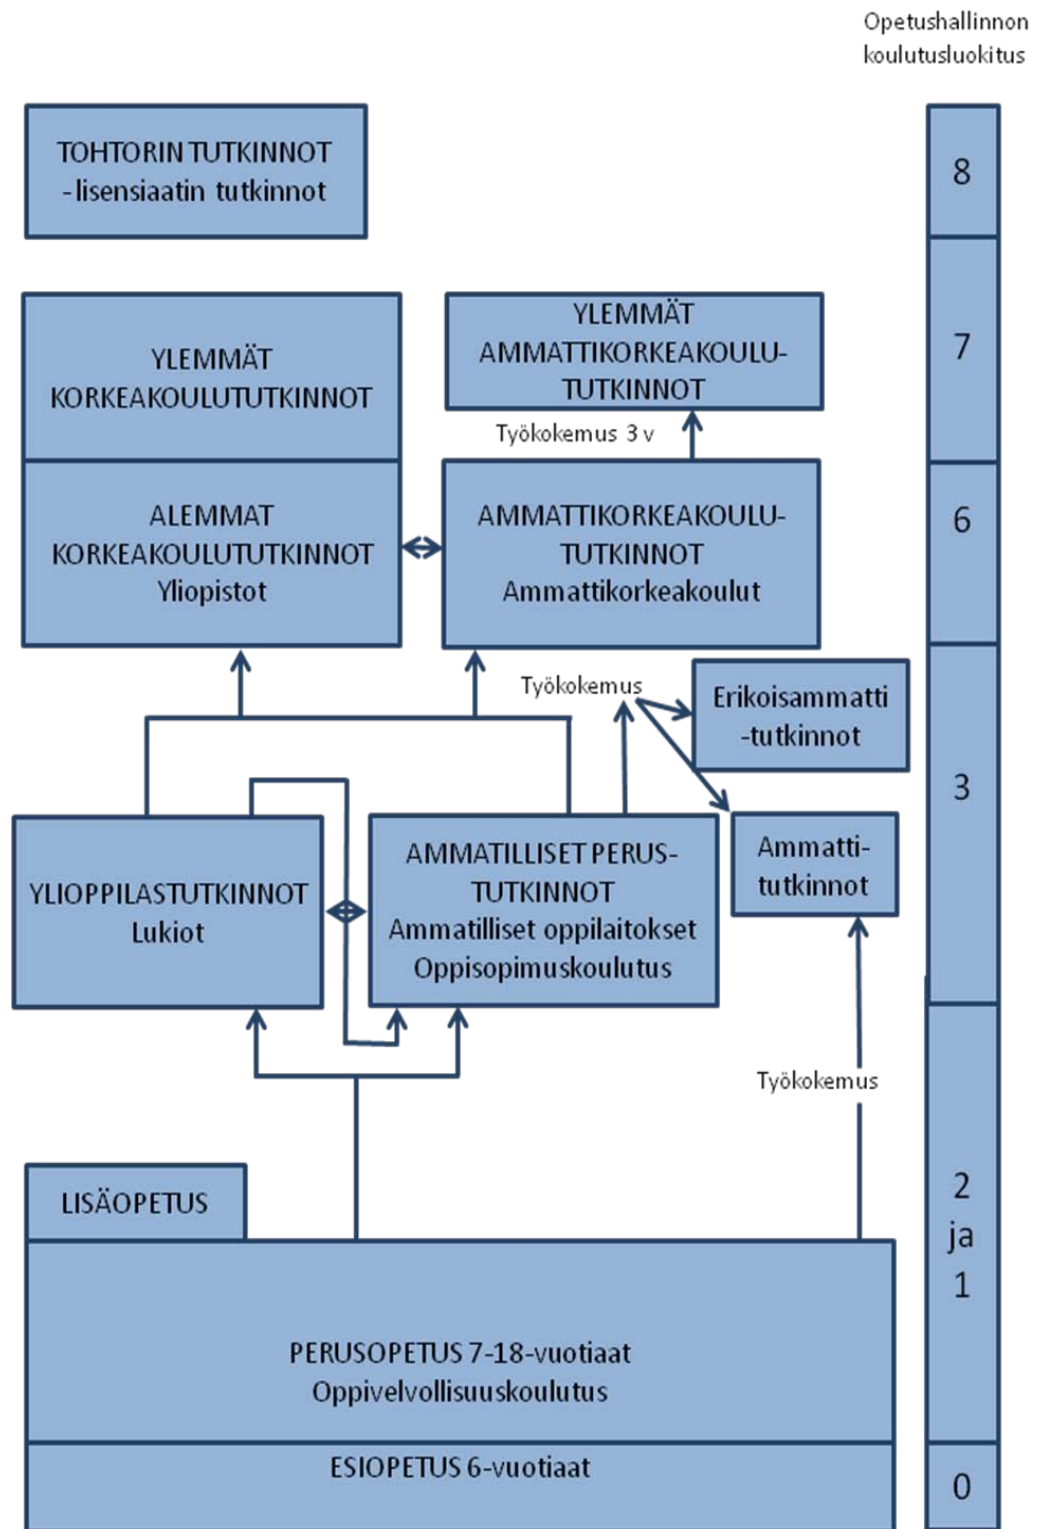 Opetushallinnon
koulutusluokitus
TOHTORIN TUTKINNOT
-lisensiaatin tutkinnot
8
YLEMMÄT
KORKEAKOULUTUTKINNOT
YLEMMÄT
AMMATTIKORKEAKOULU-
TUTKINNOT
7
Työkokemus 3 v
ALEMMAT
KORKEAKOULUTUTKINNOT
Yliopistot
AMMATTIKORKEAKOULU-
TUTKINNOT
Ammattikorkeakoulut
6
Työkokemus
Erikoisammatti
-tutkinnot
3
YLIOPPILASTUTKINNOT
Lukiot
AMMATILLISET PERUS-
TUTKINNOT
Ammatilliset oppilaitokset
Oppisopimuskoulutus
Ammatti-
tutkinnot
Työkokemus
LISÄOPETUS
2
ja
1
PERUSOPETUS 7-18-vuotiaat
Oppivelvollisuuskoulutus
ESIOPETUS 6-vuotiaat
0